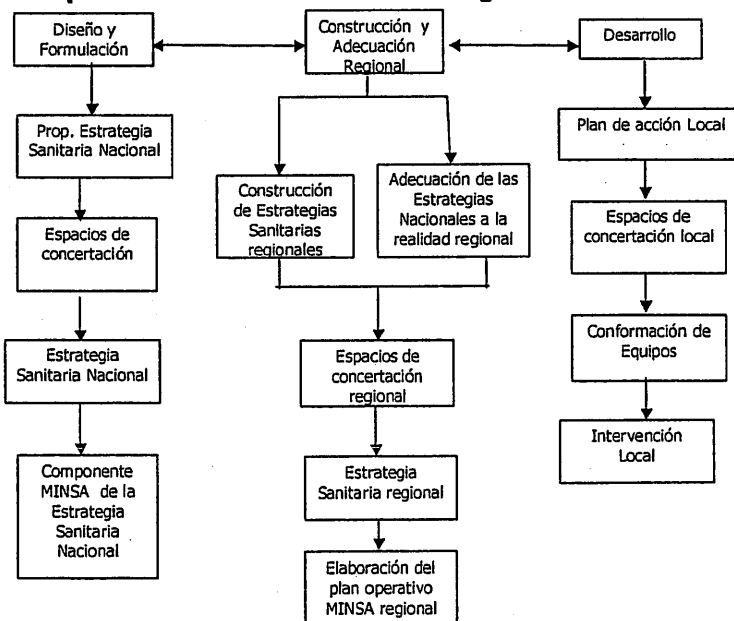 Diseño y
Formulación
Construcción y
Adecuación
Regional
Desarrollo
Prop. Estrategia
Sanitaria Nacional
Espacios de
concertación
Estrategia
Sanitaria Nacional
Componente
MINSA de la
Estrategia
Sanitaria
Nacional
Construcción
de Estrategias
Sanitarias
regionales
Adecuación de las
Estrategias
Nacionales a la
realidad regional
Espacios de
concertación
regional
Estrategia
Sanitaria regional
Elaboración del
plan operativo
MINSA regional
Plan de acción Local
Espacios de
concertación local
Conformación de
Equipos
Intervención
Local